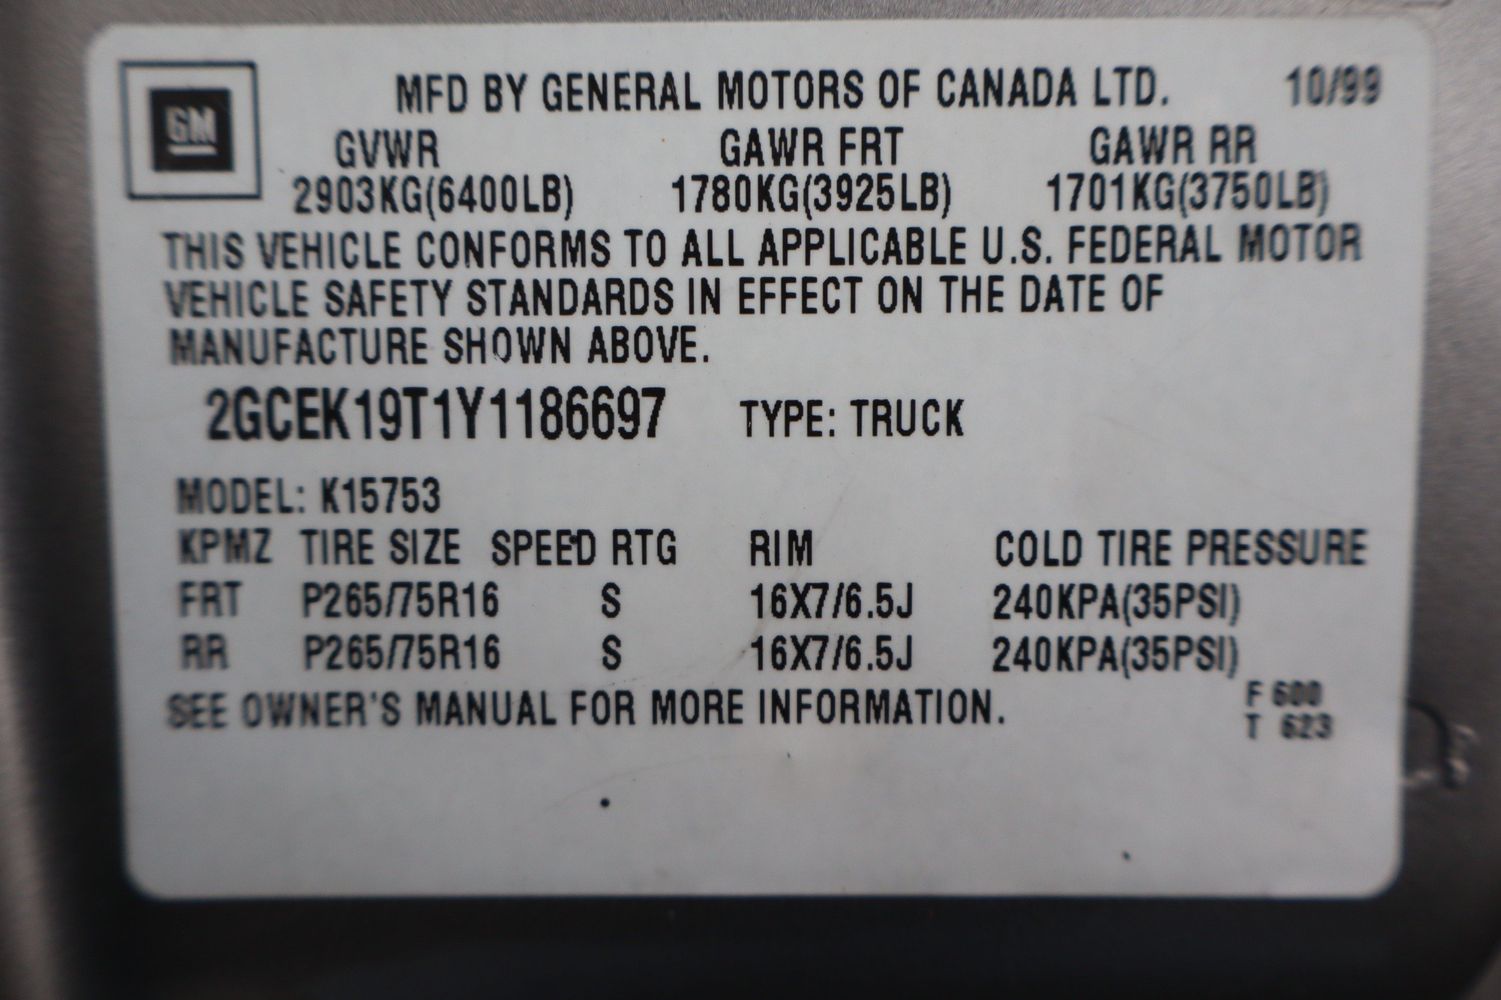 GM
MFD BY GENERAL MOTORS OF CANADA LTD. 10/99
GVWR GAWR FRT GAWR RR
2903KG(6400LB) 1780KG(3925LB) 1701KG(3750LB)
THIS VEHICLE CONFORMS TO ALL APPLICABLE U.S. FEDERAL MOTOR
VEHICLE SAFETY STANDARDS IN EFFECT ON THE DATE OF
MANUFACTURE SHOWN ABOVE.
2GCEK19T1Y1186697 TYPE: TRUCK
MODEL: K15753
KPMZ TIRE SIZE SPEED RTG RIM COLD TIRE PRESSURE
FRT P265/75R16 S 16X7/6.5J 240KPA(35PSI)
RR P265/75R16 S 16X7/6.5J 240KPA(35PSI)
SEE OWNER'S MANUAL FOR MORE INFORMATION. F 600
T 623